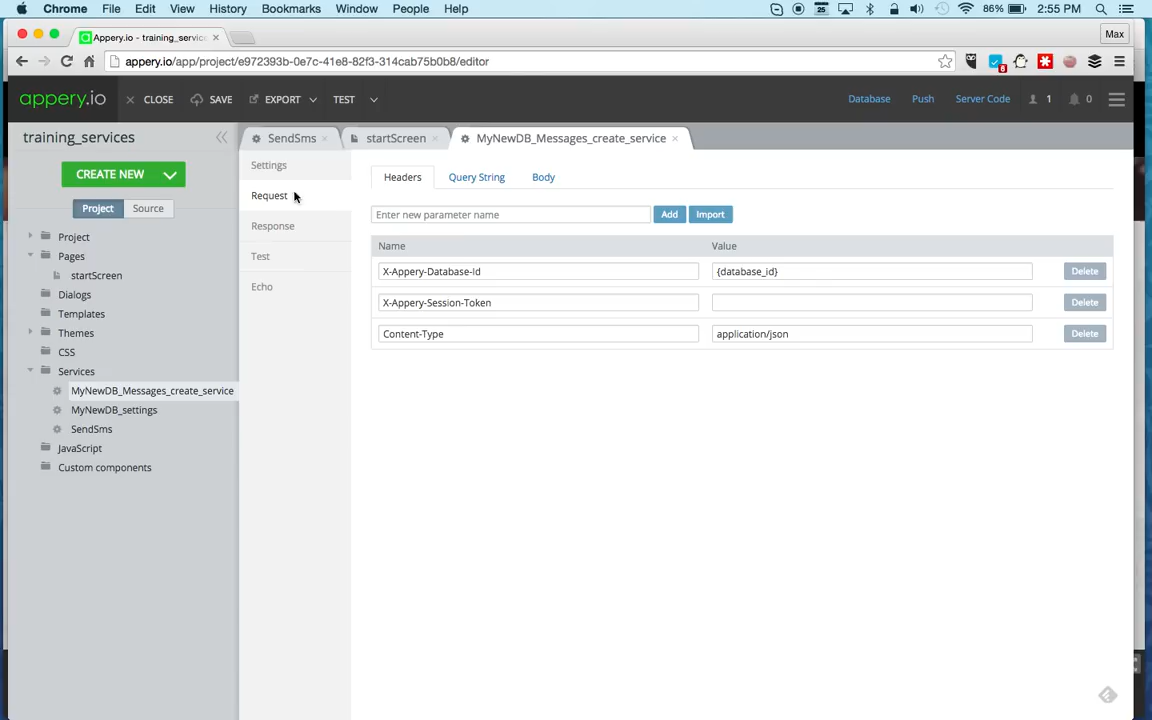 Chrome File Edit View History Bookmarks Window People Help 25 86% 2:55 PM
Appery.io - training_service Max
appery.io/app/project/e972393b-0e7c-41e8-82f3-314cab75b0b8/editor
appery.io CLOSE SAVE EXPORT TEST Database Push Server Code 1 0
training_services SendSms startScreen MyNewDB_Messages_create_service
CREATE NEW
Project Source
Project
Pages
startScreen
Dialogs
Templates
Themes
CSS
Services
MyNewDB_Messages_create_service
MyNewDB_settings
SendSms
JavaScript
Custom components
Settings
Request
Response
Test
Echo
Headers Query String Body
Enter new parameter name Add Import
Name Value
X-Appery-Database-Id {database_id} Delete
X-Appery-Session-Token Delete
Content-Type application/json Delete